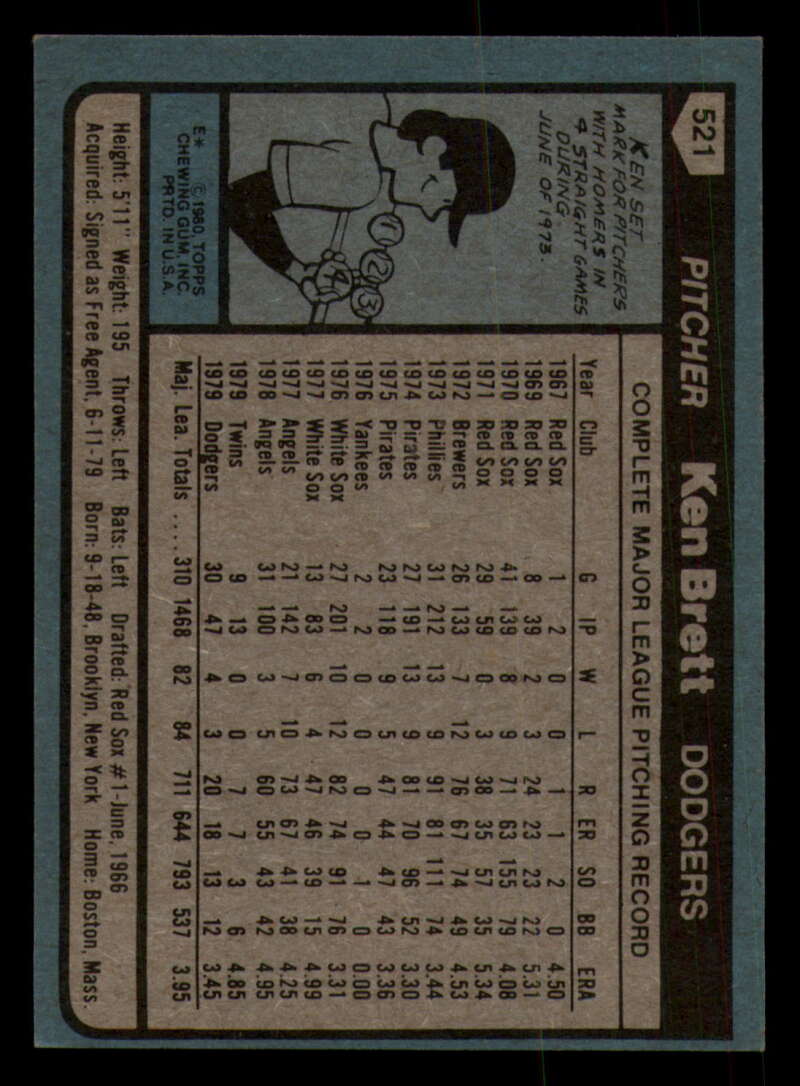 521 PITCHER Ken Brett DODGERS
KEN SET
MARK FOR PITCHERS
WITH HOMERS IN
4 STRAIGHT GAMES
DURING
JUNE OF 1973.
1 2 3 4
E* © 1980, TOPPS
CHEWING GUM, INC.
PRTD. IN U.S.A.
COMPLETE MAJOR LEAGUE PITCHING RECORD
Year Club G IP W L R ER SO BB ERA
1967 Red Sox 1 2 0 0 1 1 2 0 4.50
1969 Red Sox 8 39 2 3 24 23 23 22 5.31
1970 Red Sox 41 139 8 9 71 63 155 79 4.08
1971 Red Sox 29 59 0 3 38 35 57 35 5.34
1972 Brewers 26 133 7 12 76 67 74 49 4.53
1973 Phillies 31 212 13 9 91 81 111 74 3.44
1974 Pirates 27 191 13 9 81 70 96 52 3.30
1975 Pirates 23 118 9 5 47 44 47 43 3.36
1976 Yankees 2 2 0 0 0 0 1 0 0.00
1976 White Sox 27 201 10 12 82 74 91 76 3.31
1977 White Sox 13 83 6 4 47 46 39 15 4.99
1977 Angels 21 142 7 10 73 67 41 38 4.25
1978 Angels 31 100 3 5 60 55 43 42 4.95
1979 Twins 9 13 0 0 7 7 3 6 4.85
1979 Dodgers 30 47 4 3 20 18 13 12 3.45
Maj. Lea. Totals .... 310 1468 82 84 711 644 793 537 3.95
Height: 5'11" Weight: 195 Throws: Left Bats: Left Drafted: Red Sox #1-June, 1966
Acquired: Signed as Free Agent, 6-11-79 Born: 9-18-48, Brooklyn, New York Home: Boston, Mass.